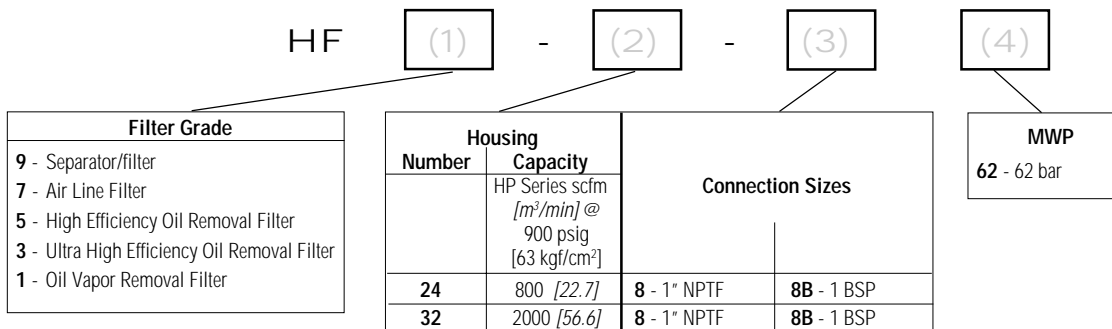 HF (1) - (2) - (3) (4)
Filter Grade
9 - Separator/filter
7 - Air Line Filter
5 - High Efficiency Oil Removal Filter
3 - Ultra High Efficiency Oil Removal Filter
1 - Oil Vapor Removal Filter
Housing
Number Capacity
HP Series scfm
[m³/min] @
900 psig
[63 kgf/cm²]
Connection Sizes
24 800 [22.7] 8 - 1" NPTF 8B - 1 BSP
32 2000 [56.6] 8 - 1" NPTF 8B - 1 BSP
MWP
62 - 62 bar